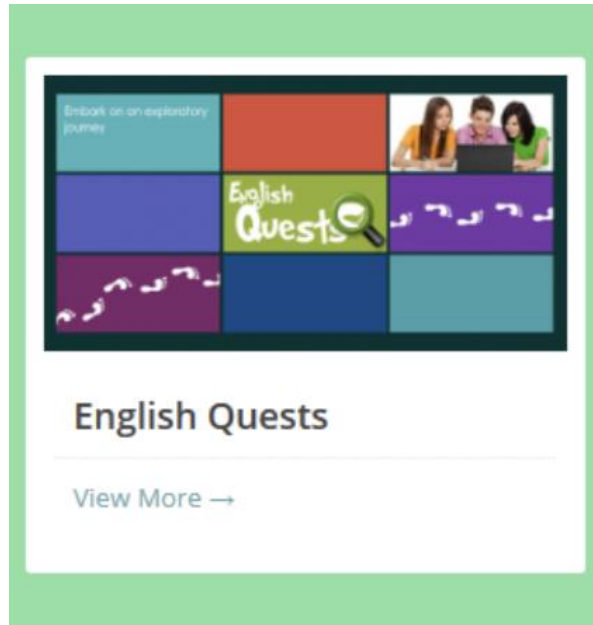 Embark on an exploratory
journey
English
Quests
English Quests
View More →